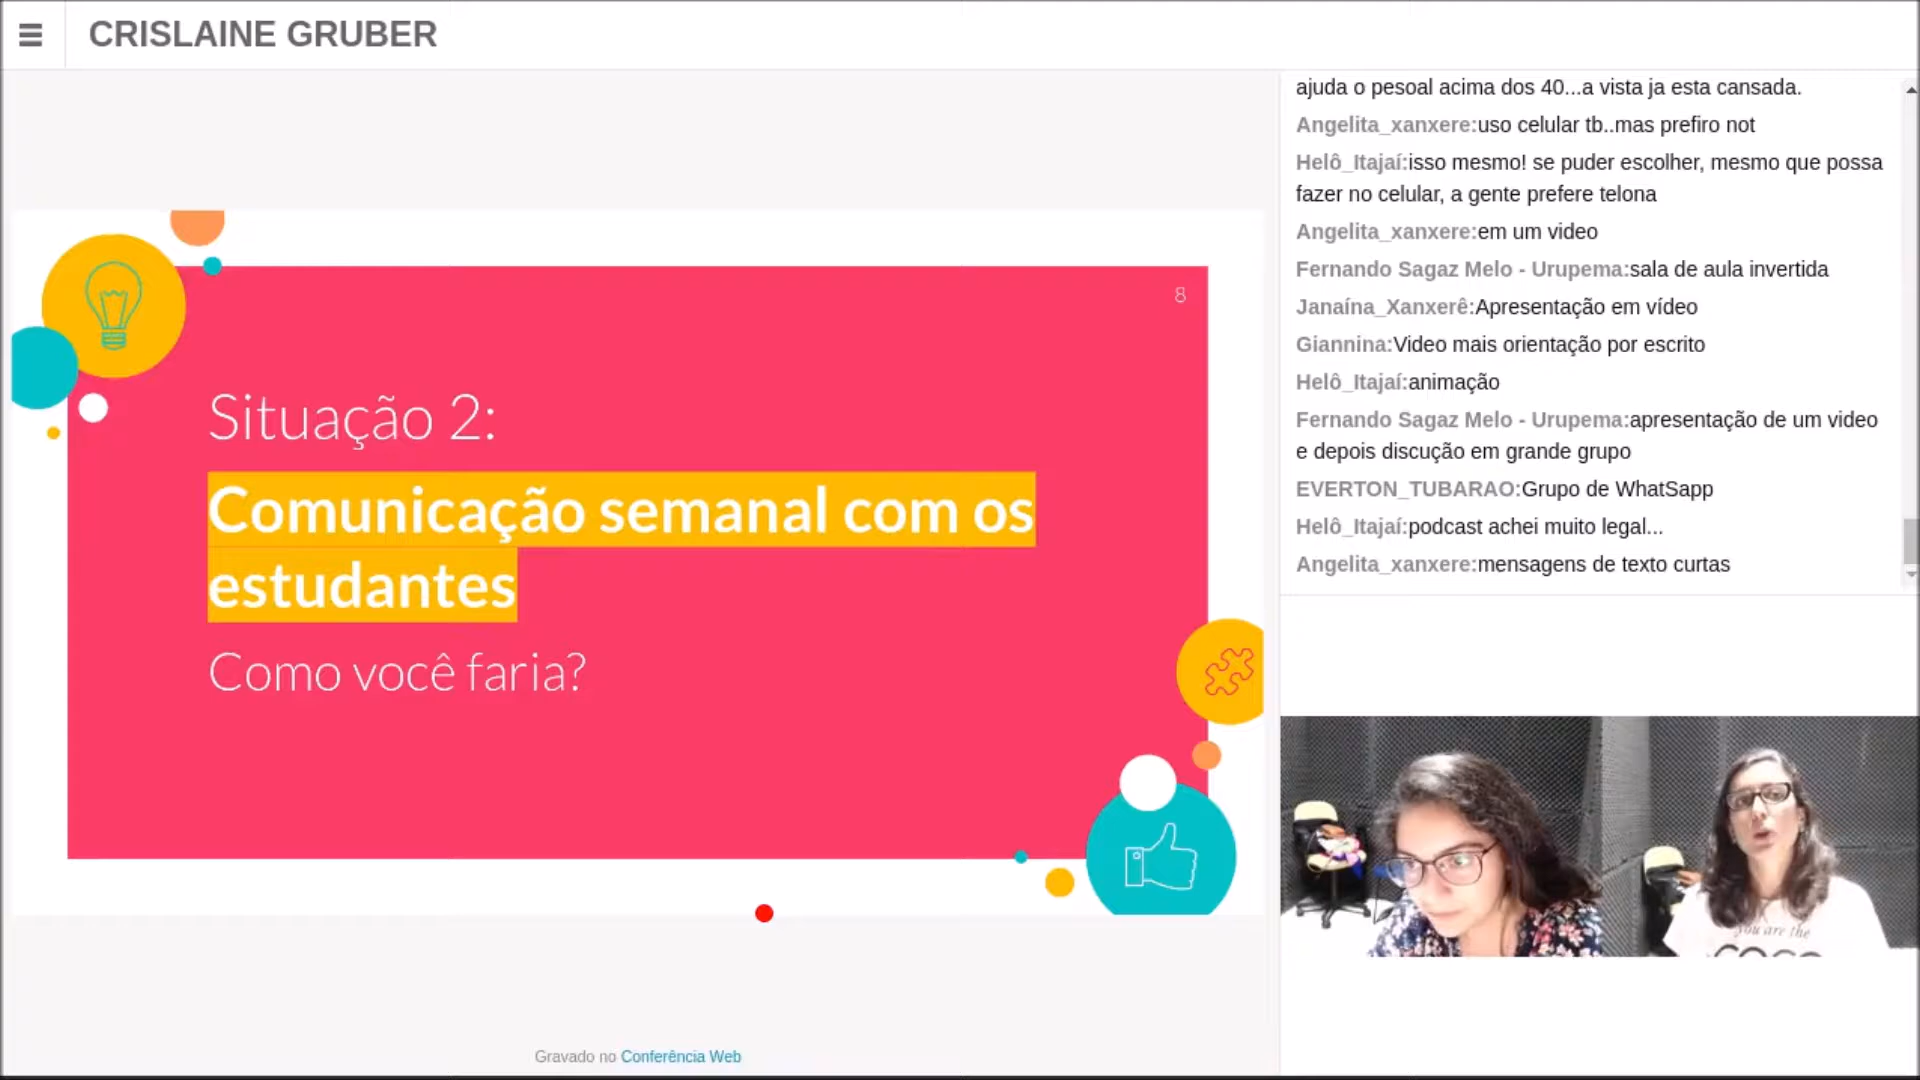 CRISLAINE GRUBER
8
Situação 2:
Comunicação semanal com os
estudantes
Como você faria?
Gravado no Conferência Web
ajuda o pesoal acima dos 40...a vista ja esta cansada.
Angelita_xanxere:uso celular tb..mas prefiro not
Helô_Itajaí:isso mesmo! se puder escolher, mesmo que possa
fazer no celular, a gente prefere telona
Angelita_xanxere:em um video
Fernando Sagaz Melo - Urupema:sala de aula invertida
Janaína_Xanxerê:Apresentação em vídeo
Giannina:Video mais orientação por escrito
Helô_Itajaí:animação
Fernando Sagaz Melo - Urupema:apresentação de um video
e depois discução em grande grupo
EVERTON_TUBARAO:Grupo de WhatSapp
Helô_Itajaí:podcast achei muito legal...
Angelita_xanxere:mensagens de texto curtas
you are the